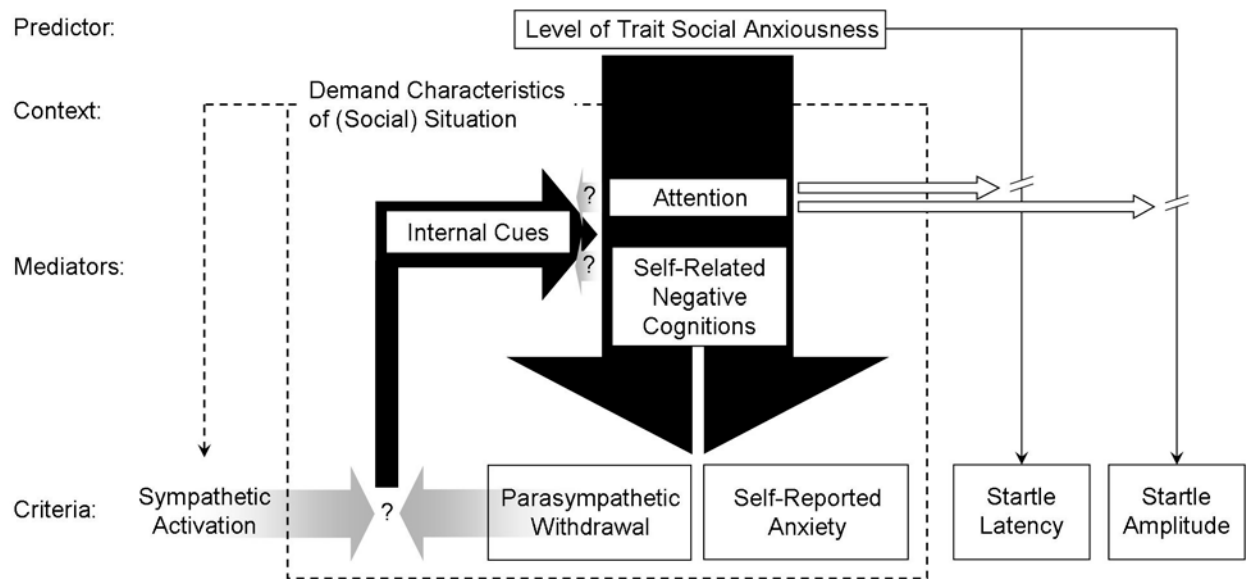 Predictor:
Level of Trait Social Anxiousness
Context:
Demand Characteristics
of (Social) Situation
?
Attention
Internal Cues
Mediators:
?
Self-Related
Negative
Cognitions
Criteria:
Sympathetic
Activation
?
Parasympathetic
Withdrawal
Self-Reported
Anxiety
Startle
Latency
Startle
Amplitude